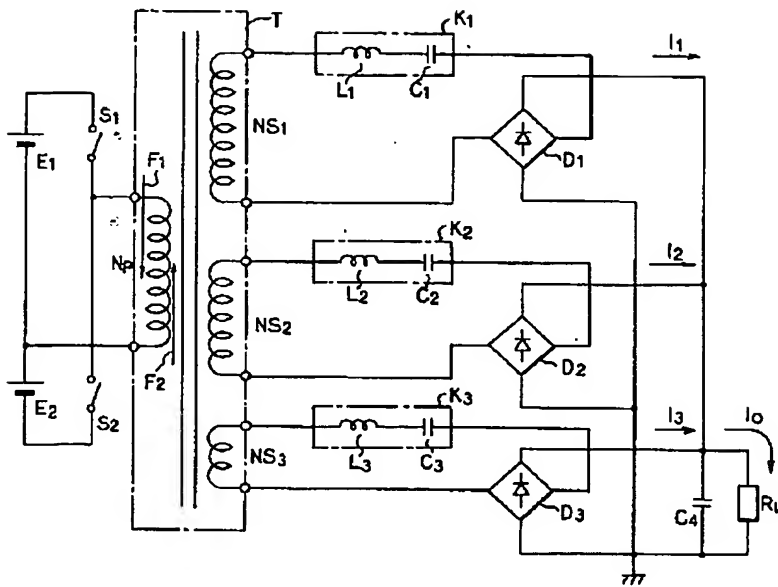 T
K1
I1
S1
L1
C1
NS1
D1
E1
F1
K2
I2
NP
L2
C2
NS2
D2
F2
E2
S2
K3
I3
IO
L3
C3
NS3
D3
C4
RL